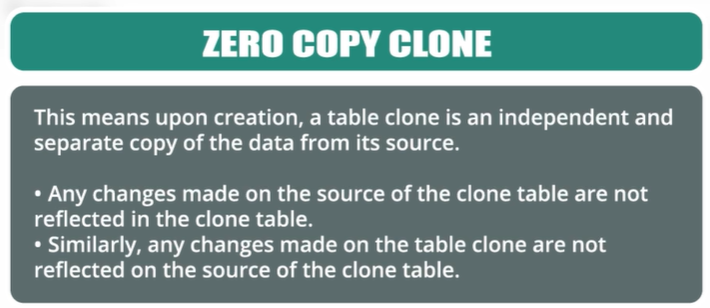 ZERO COPY CLONE
This means upon creation, a table clone is an independent and
separate copy of the data from its source.
• Any changes made on the source of the clone table are not
reflected in the clone table.
• Similarly, any changes made on the table clone are not
reflected on the source of the clone table.